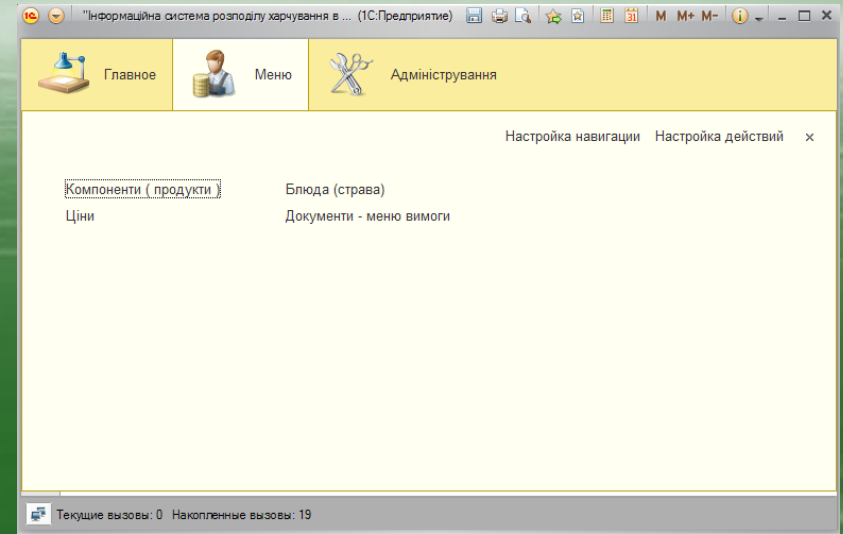 "Інформаційна система розподілу харчування в ... (1С:Предприятие) 31 M M+ M-
Главное Меню Адміністрування
Настройка навигации Настройка действий
Компоненти ( продукти ) Блюда (страва)
Ціни Документи - меню вимоги
Текущие вызовы: 0 Накопленные вызовы: 19